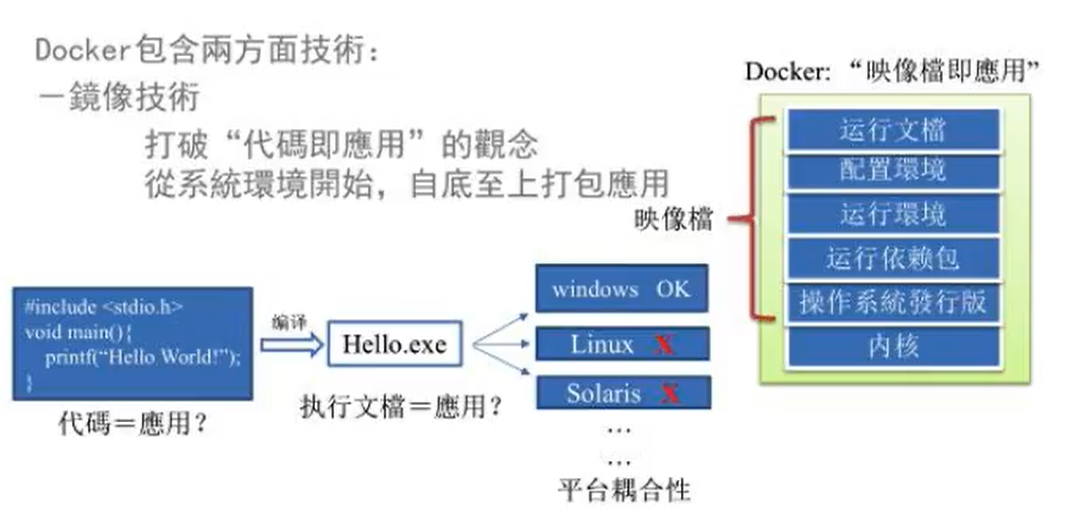 Docker包含兩方面技術：
－鏡像技術
打破“代碼即應用”的觀念
從系統環境開始，自底至上打包應用
Docker: “映像檔即應用”
运行文檔
配置環境
运行環境
运行依赖包
操作系統發行版
内核
映像檔
#include <stdio.h>
void main(){
printf(“Hello World!”);
}
代碼＝應用？
编译
Hello.exe
执行文檔＝應用？
windows OK
Linux X
Solaris X
…
…
平台耦合性